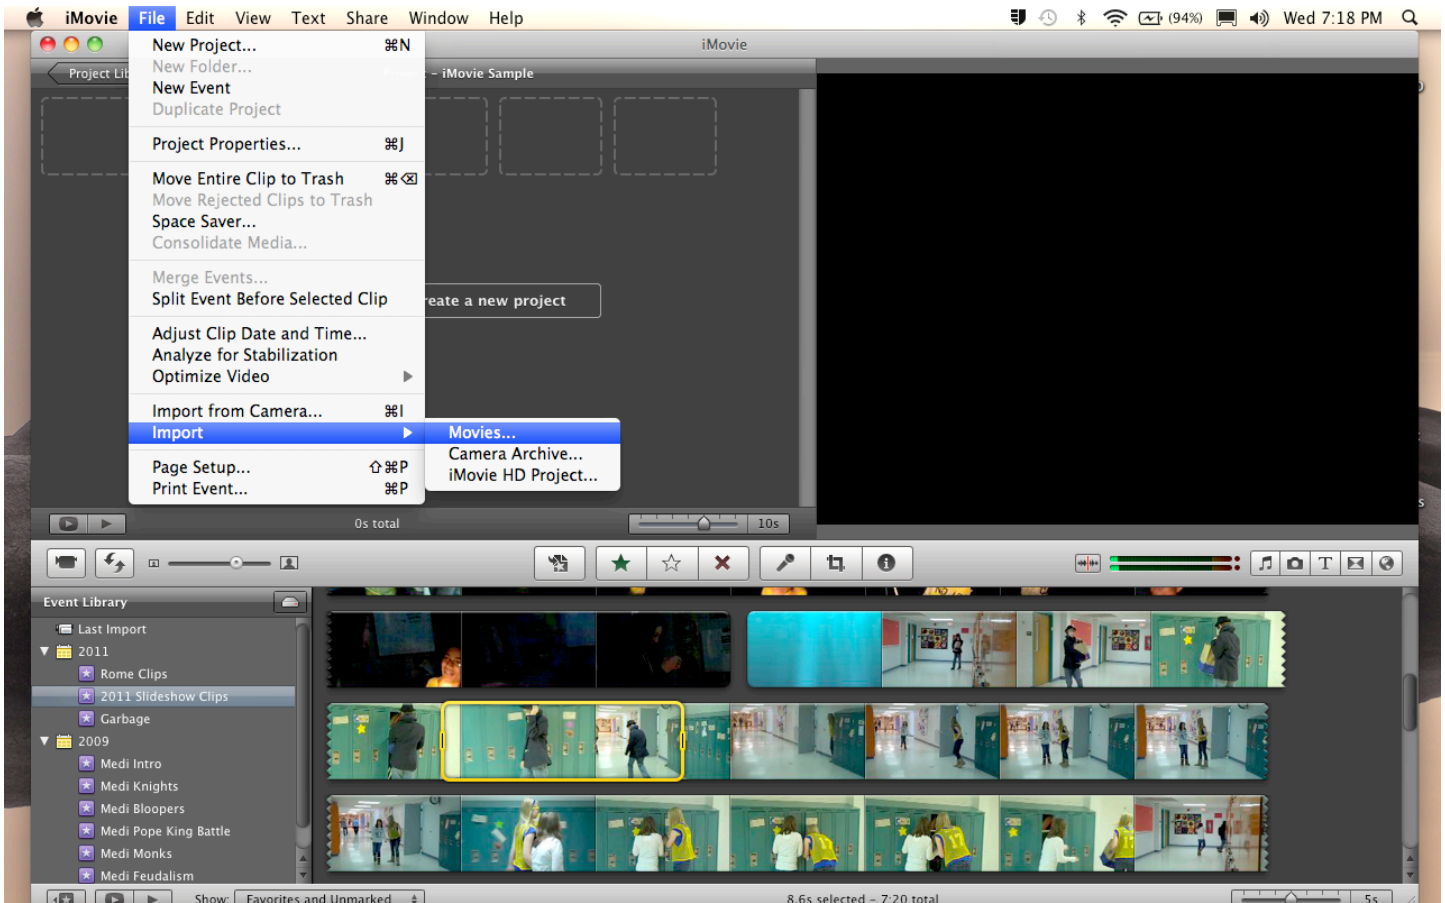 iMovie File Edit View Text Share Window Help (94%) Wed 7:18 PM
iMovie
Project Lib – iMovie Sample
New Project... ⌘N
New Folder...
New Event
Duplicate Project
Project Properties... ⌘J
Move Entire Clip to Trash ⌘⌫
Move Rejected Clips to Trash
Space Saver...
Consolidate Media...
Merge Events...
Split Event Before Selected Clip
reate a new project
Adjust Clip Date and Time...
Analyze for Stabilization
Optimize Video
Import from Camera... ⌘I
Import
Movies...
Camera Archive...
iMovie HD Project...
Page Setup... ⇧⌘P
Print Event... ⌘P
0s total 10s
Event Library
Last Import
2011
Rome Clips
2011 Slideshow Clips
Garbage
2009
Medi Intro
Medi Knights
Medi Bloopers
Medi Pope King Battle
Medi Monks
Medi Feudalism
Show: Favorites and Unmarked 8.6s selected – 7:20 total 5s